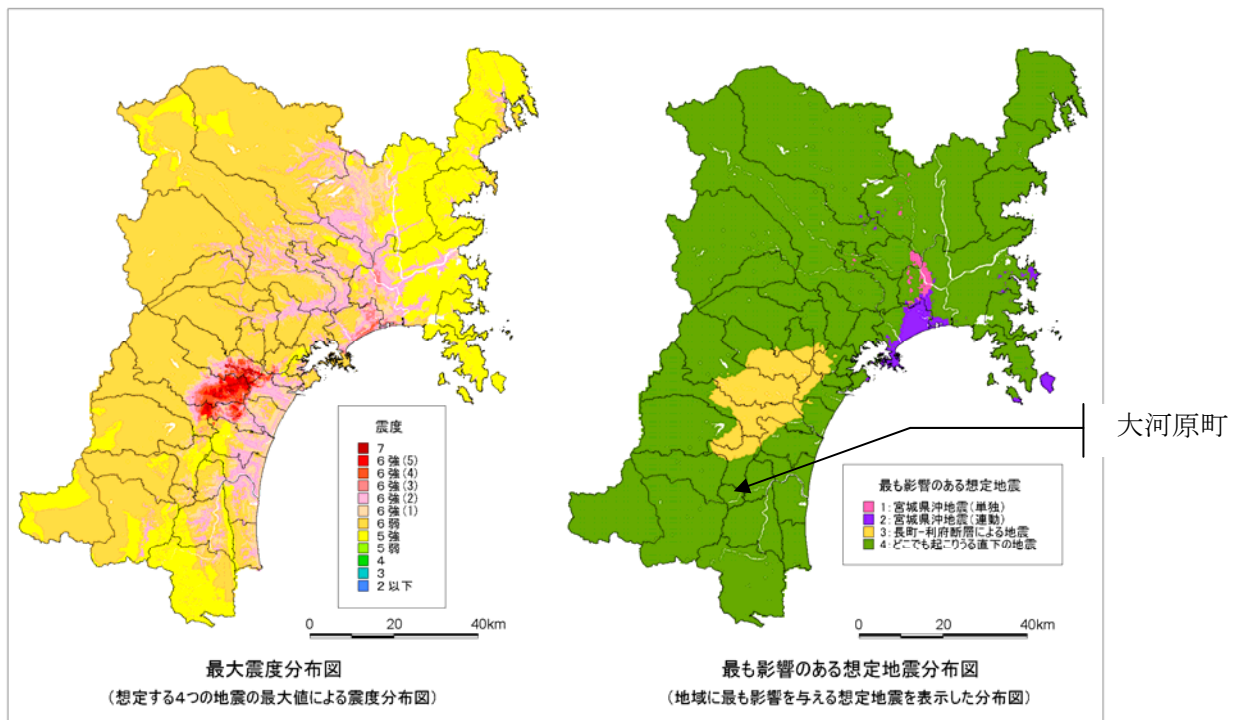 震度
7
6強(5)
6強(4)
6強(3)
6強(2)
6強(1)
6弱
5強
5弱
4
3
2以下
0 20 40km
最大震度分布図
(想定する4つの地震の最大値による震度分布図)
大河原町
最も影響のある想定地震
1:宮城県沖地震(単独)
2:宮城県沖地震(連動)
3:長町-利府断層による地震
4:どこでも起こりうる直下の地震
0 20 40km
最も影響のある想定地震分布図
(地域に最も影響を与える想定地震を表示した分布図)